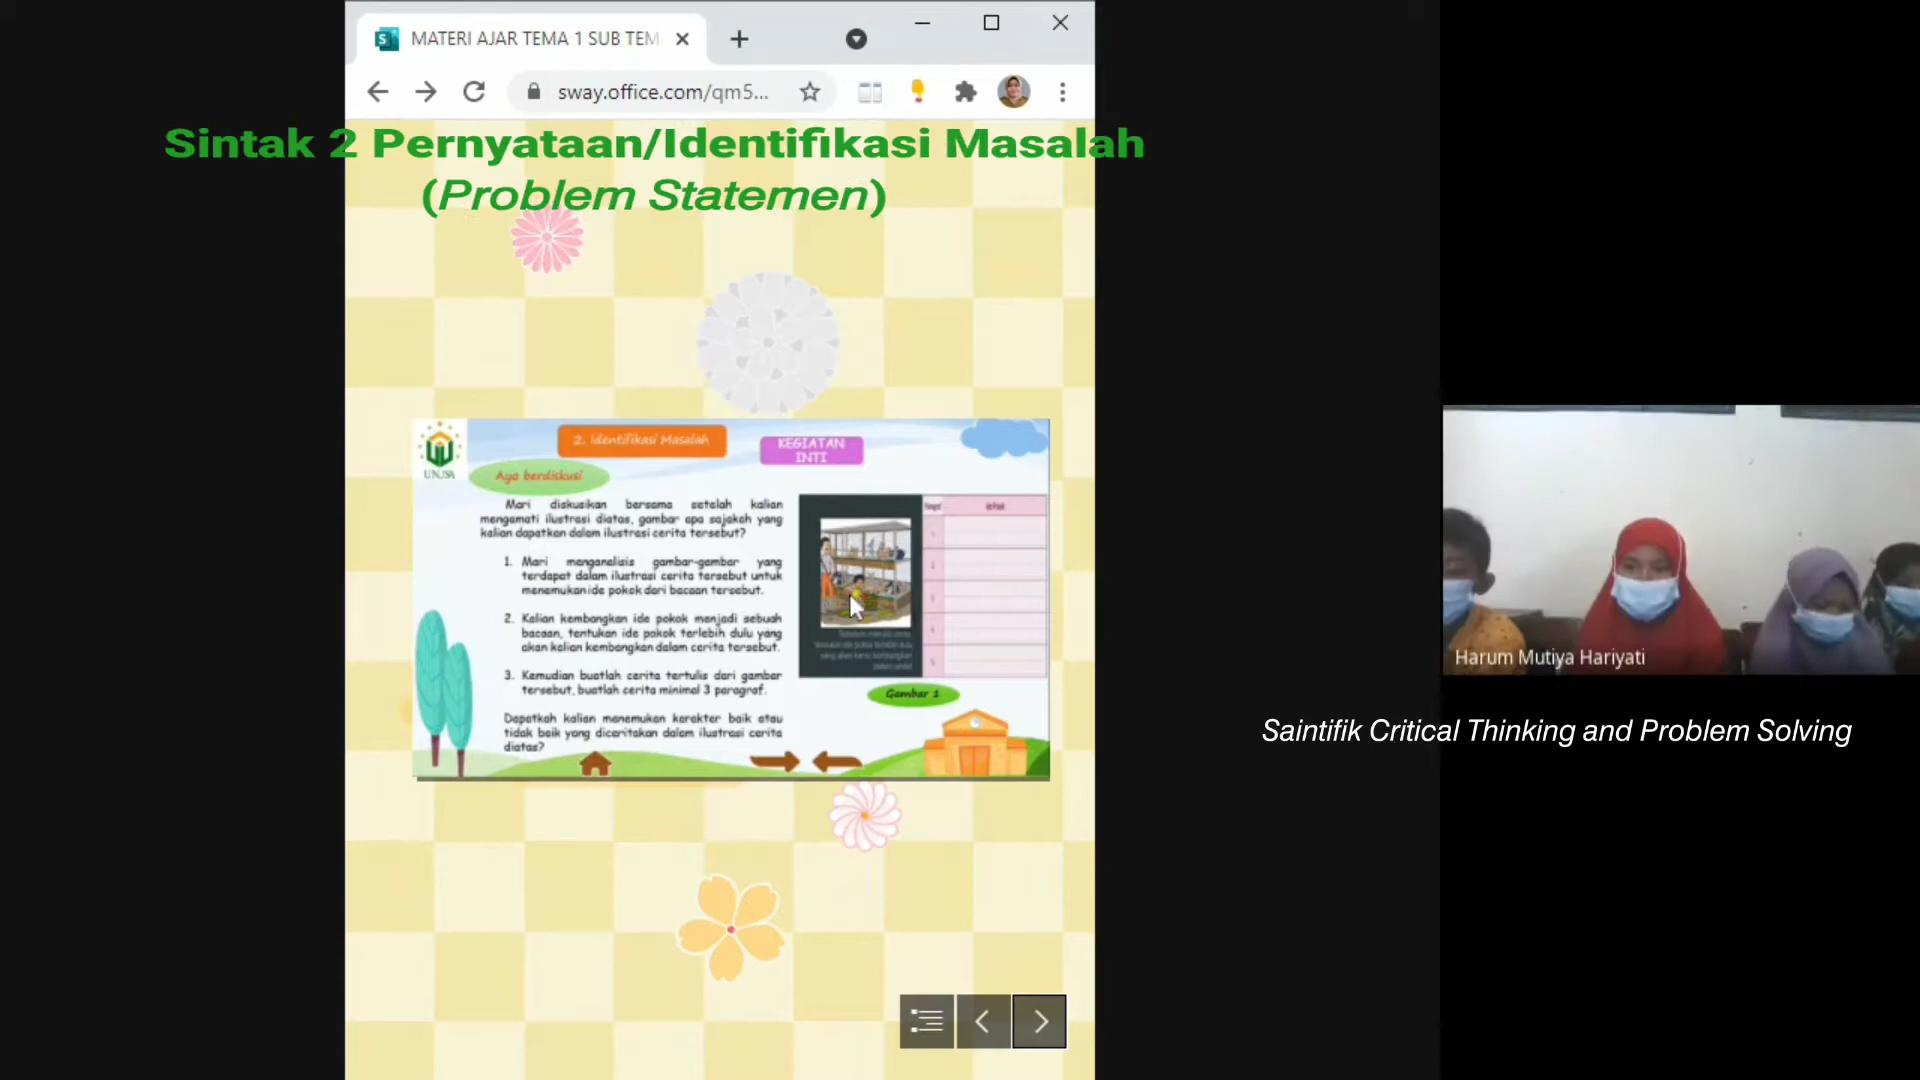 MATERI AJAR TEMA 1 SUB TEM
sway.office.com/qm5...
Sintak 2 Pernyataan/Identifikasi Masalah
(Problem Statemen)
UNUSA
2. Identifikasi Masalah
KEGIATAN
INTI
Ayo berdiskusi
Mari diskusikan bersama setelah kalian
mengamati ilustrasi diatas, gambar apa sajakah yang
kalian dapatkan dalam ilustrasi cerita tersebut?
1. Mari menganalisis gambar-gambar yang
terdapat dalam ilustrasi cerita tersebut untuk
menemukan ide pokok dari bacaan tersebut.
2. Kalian kembangkan ide pokok menjadi sebuah
bacaan, tentukan ide pokok terlebih dulu yang
akan kalian kembangkan dalam cerita tersebut.
3. Kemudian buatlah cerita tertulis dari gambar
tersebut, buatlah cerita minimal 3 paragraf.
Dapatkah kalian menemukan karakter baik atau
tidak baik yang diceritakan dalam ilustrasi cerita
diatas?
Gambar 1
Harum Mutiya Hariyati
Saintifik Critical Thinking and Problem Solving